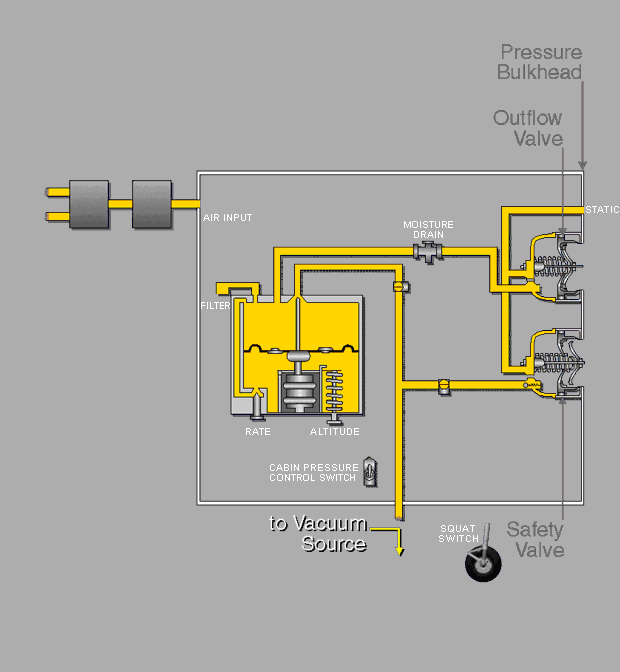 Pressure
Bulkhead
Outflow
Valve
STATIC
AIR INPUT
MOISTURE
DRAIN
FILTER
RATE
ALTITUDE
CABIN PRESSURE
CONTROL SWITCH
to Vacuum
Source
SQUAT
SWITCH
Safety
Valve